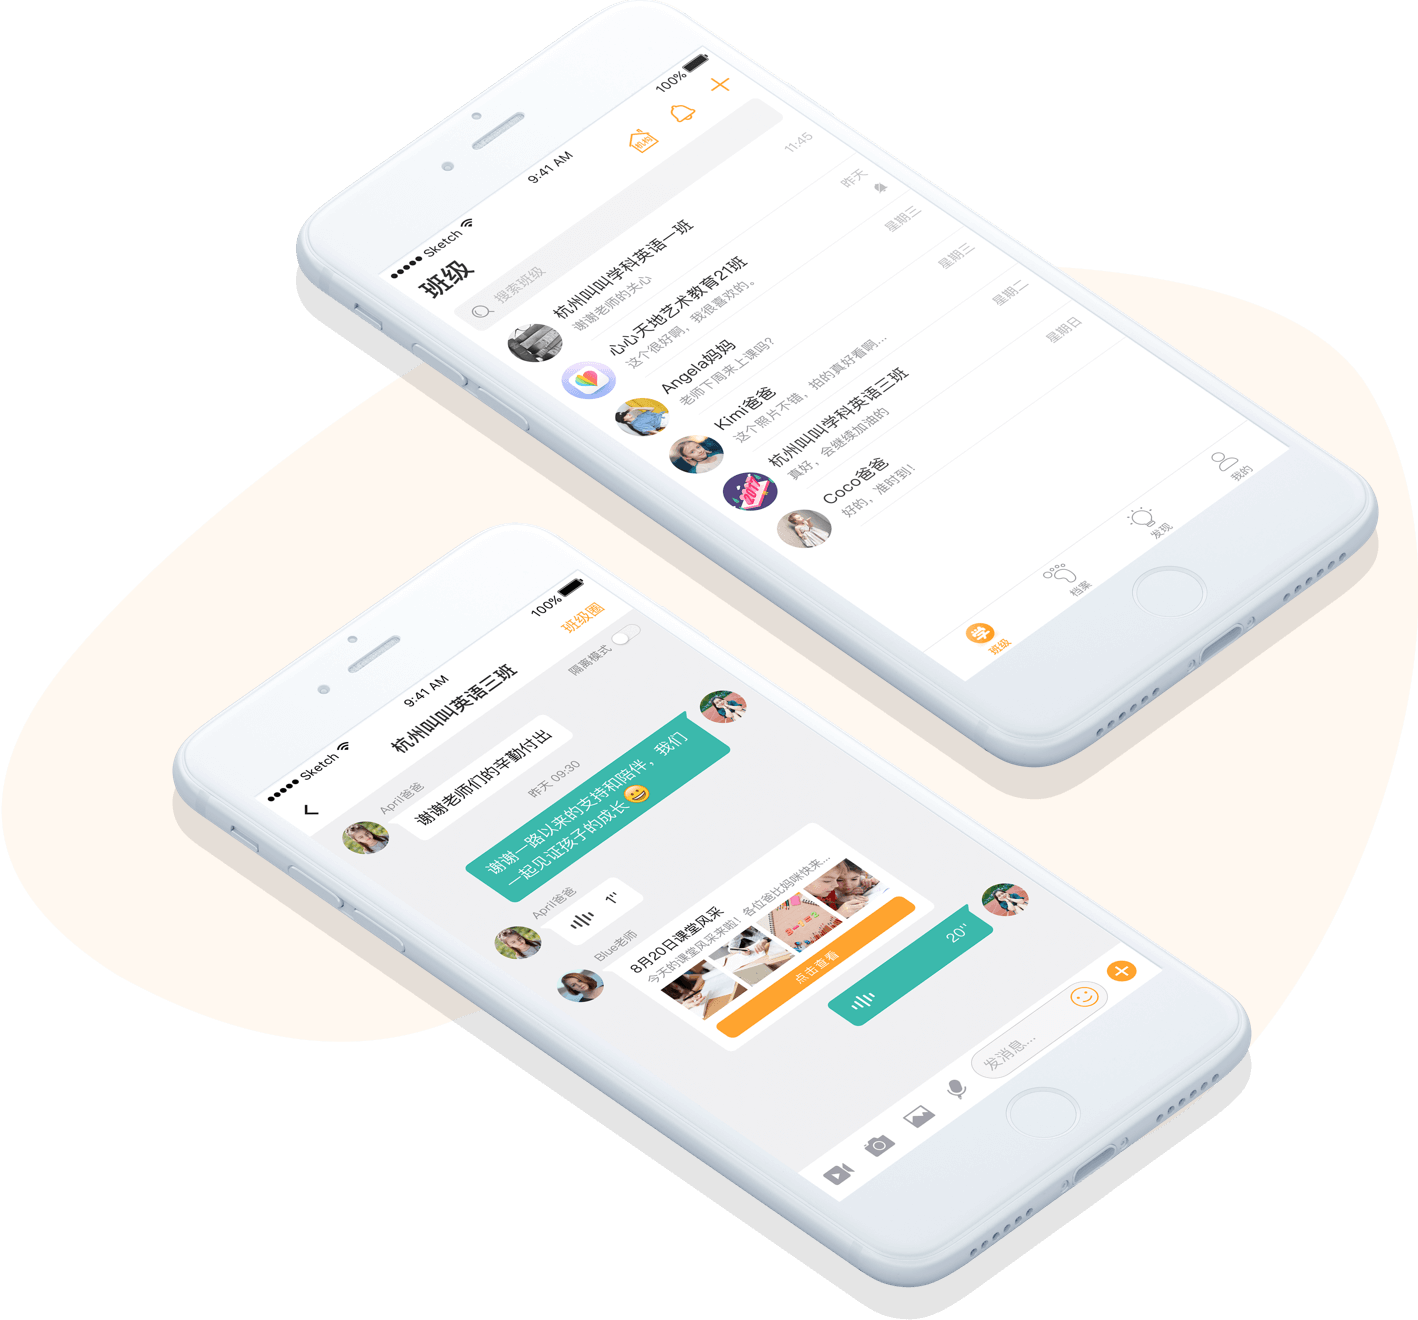 ●●●●● Sketch
9:41 AM
100%
班级
机构
搜索班级
杭州叫叫学科英语一班
11:45
谢谢老师的关心
心心天地艺术教育21班
昨天
这个很好啊，我很喜欢的。
Angela妈妈
星期三
老师下周来上课吗？
Kimi爸爸
星期三
这个照片不错，拍的真好看啊...
杭州叫叫学科英语三班
星期二
真好，会继续加油的
2017
Coco爸爸
星期日
好的，准时到！
学
班级
档案
发现
我的
●●●●● Sketch
9:41 AM
100%
杭州叫叫英语三班
班级圈
隔离模式
April爸爸
谢谢老师们的辛勤付出
昨天 09:30
谢谢一路以来的支持和陪伴，我们
一起见证孩子的成长😄
April爸爸
1"
Blue老师
8月20日课堂风采
今天的课堂风采来啦！各位爸比妈咪快来...
点击查看
20"
发消息...